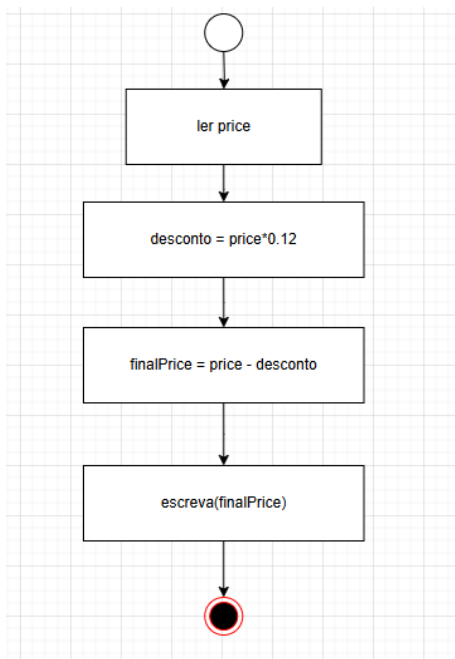 ler price
desconto = price*0.12
finalPrice = price - desconto
escreva(finalPrice)